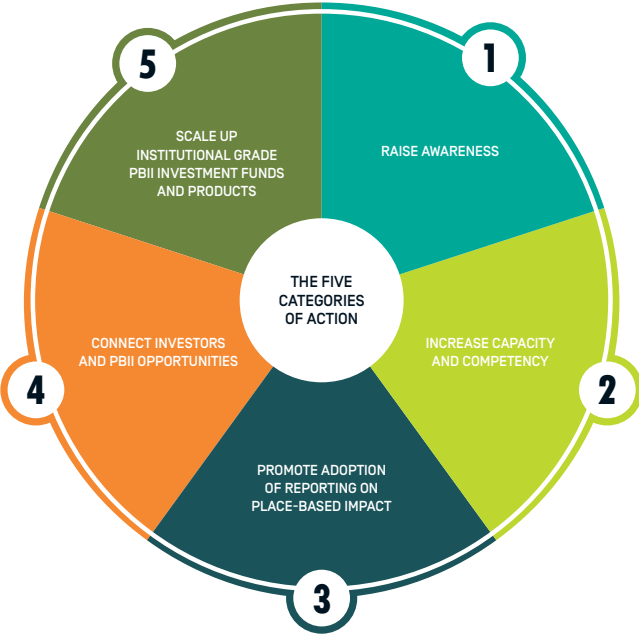 THE FIVE
CATEGORIES
OF ACTION
1
RAISE AWARENESS
2
INCREASE CAPACITY
AND COMPETENCY
3
PROMOTE ADOPTION
OF REPORTING ON
PLACE-BASED IMPACT
4
CONNECT INVESTORS
AND PBII OPPORTUNITIES
5
SCALE UP
INSTITUTIONAL GRADE
PBII INVESTMENT FUNDS
AND PRODUCTS